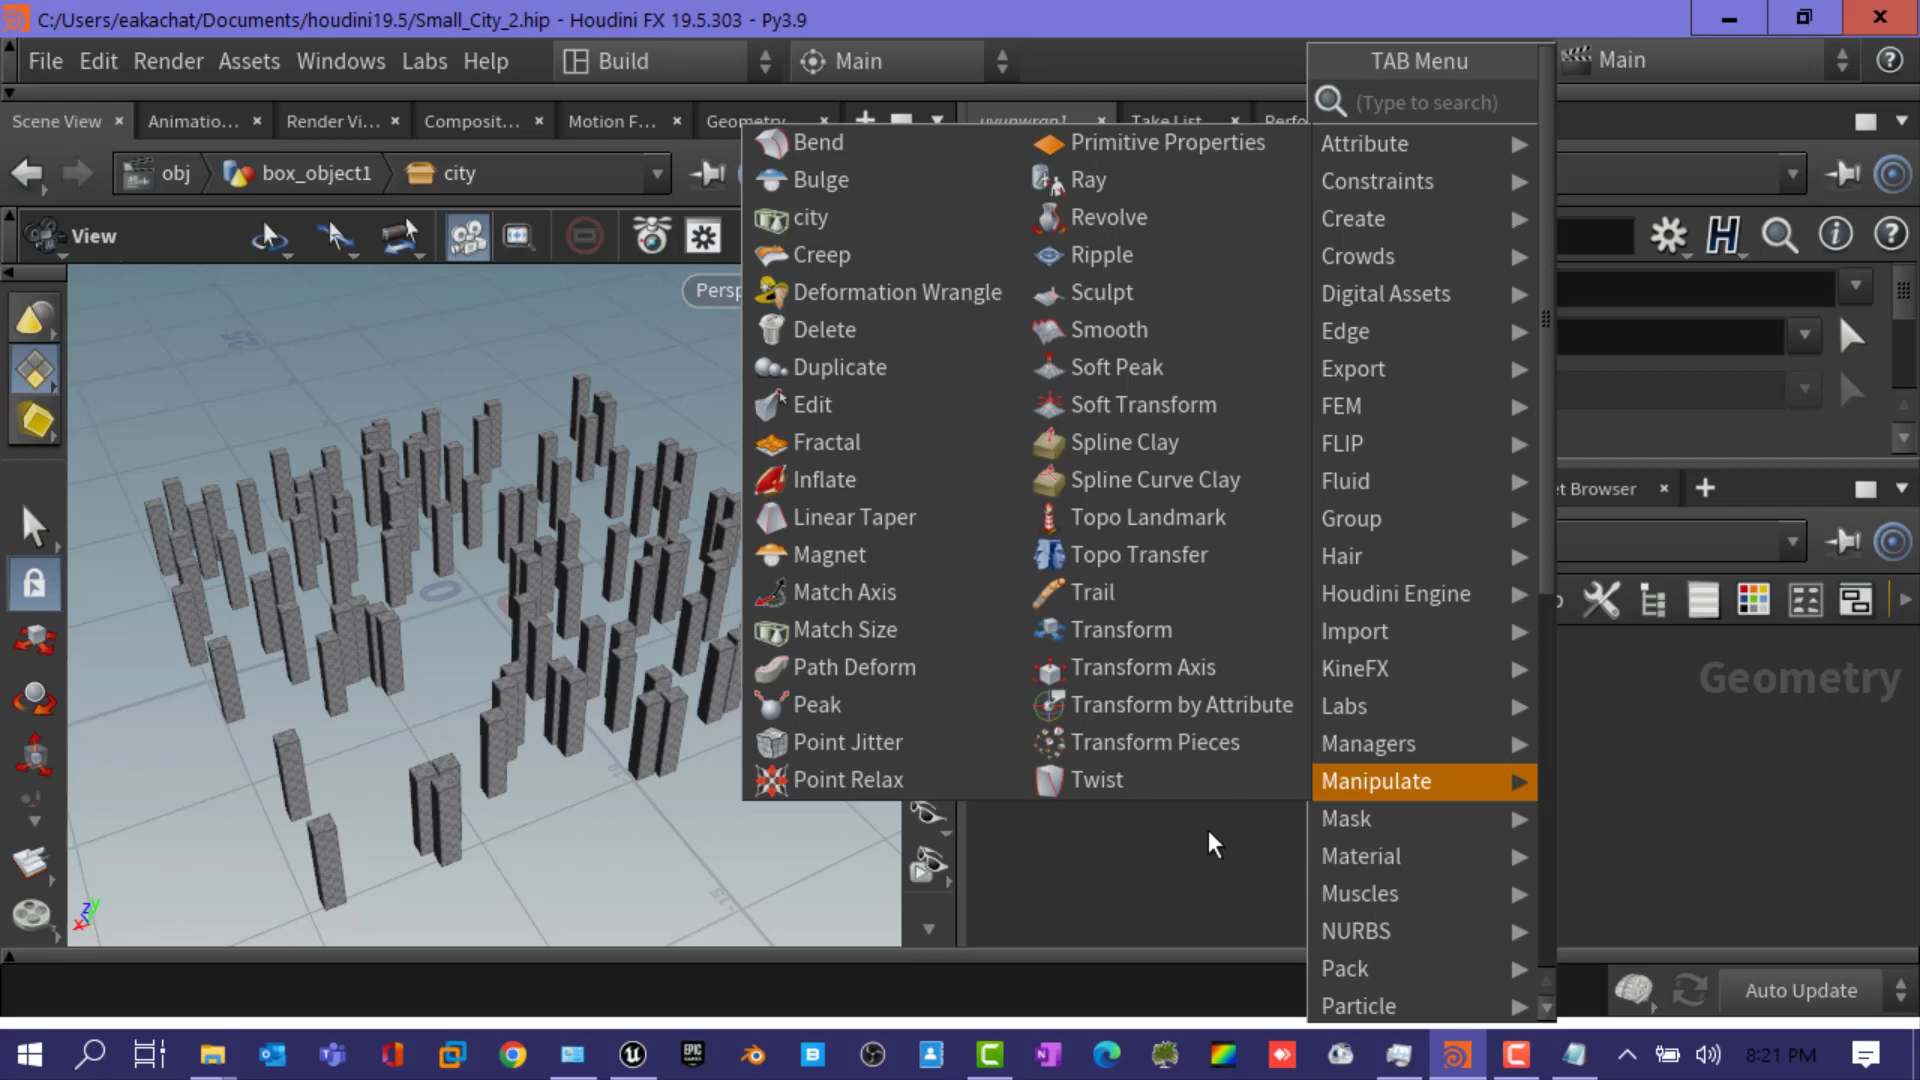 C:/Users/eakachat/Documents/houdini19.5/Small_City_2.hip - Houdini FX 19.5.303 - Py3.9
File Edit Render Assets Windows Labs Help Build Main
TAB Menu
Main
(Type to search)
Scene View Animatio... Render Vi... Composit... Motion F... Geometry uvunwrap1 Take List Perfo
obj box_object1 city
View
Persp
Bend
Bulge
city
Creep
Deformation Wrangle
Delete
Duplicate
Edit
Fractal
Inflate
Linear Taper
Magnet
Match Axis
Match Size
Path Deform
Peak
Point Jitter
Point Relax
Primitive Properties
Ray
Revolve
Ripple
Sculpt
Smooth
Soft Peak
Soft Transform
Spline Clay
Spline Curve Clay
Topo Landmark
Topo Transfer
Trail
Transform
Transform Axis
Transform by Attribute
Transform Pieces
Twist
Attribute
Constraints
Create
Crowds
Digital Assets
Edge
Export
FEM
FLIP
Fluid
Group
Hair
Houdini Engine
Import
KineFX
Labs
Managers
Manipulate
Mask
Material
Muscles
NURBS
Pack
Particle
et Browser
Geometry
Auto Update
8:21 PM